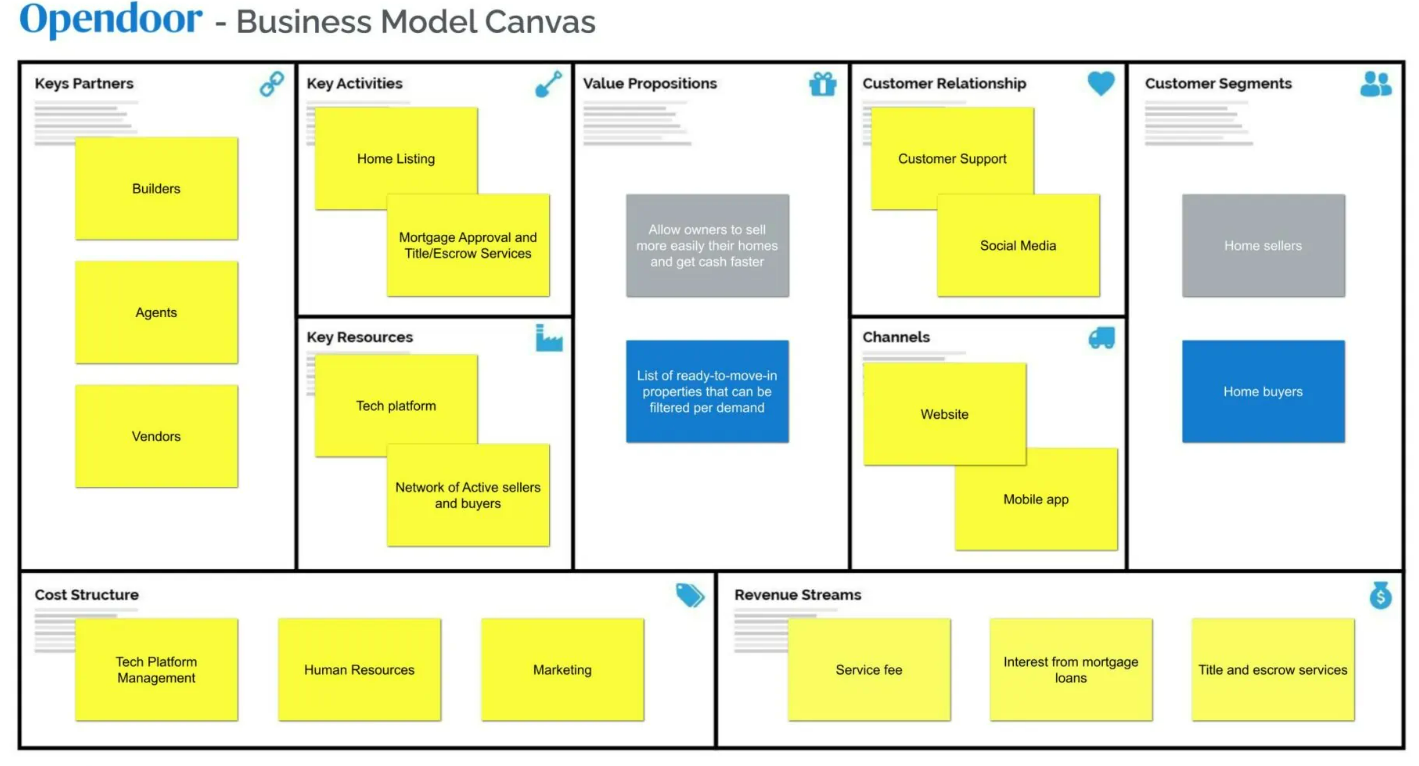 Opendoor - Business Model Canvas
Keys Partners
Builders
Agents
Vendors
Key Activities
Home Listing
Mortgage Approval and
Title/Escrow Services
Key Resources
Tech platform
Network of Active sellers
and buyers
Value Propositions
Allow owners to sell
more easily their homes
and get cash faster
List of ready-to-move-in
properties that can be
filtered per demand
Customer Relationship
Customer Support
Social Media
Channels
Website
Mobile app
Customer Segments
Home sellers
Home buyers
Cost Structure
Tech Platform
Management
Human Resources
Marketing
Revenue Streams
$
Service fee
Interest from mortgage
loans
Title and escrow services